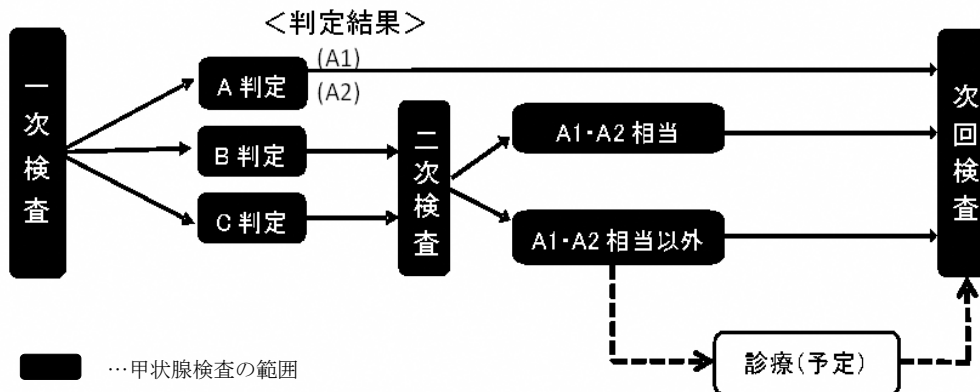 ＜判定結果＞
一次検査
A 判定
(A1)
(A2)
B 判定
C 判定
二次検査
A1・A2 相当
A1・A2 相当以外
次回検査
診療(予定)
…甲状腺検査の範囲